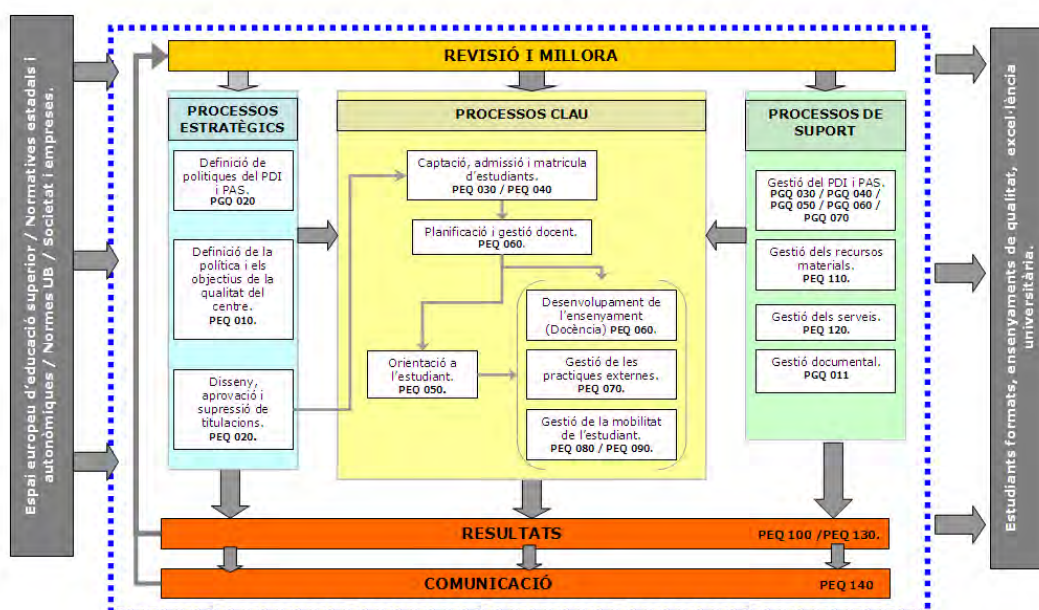 Espai europeu d'educació superior / Normatives estadals i
autonòmiques / Normes UB / Societat i empreses.
REVISIÓ I MILLORA
PROCESSOS
ESTRATÈGICS
Definició de
politiques del PDI
i PAS.
PGQ 020
Definició de la
política i els
objectius de la
qualitat del
centre.
PEQ 010.
Disseny,
aprovació i
supressió de
titulacions.
PEQ 020.
PROCESSOS CLAU
Captació, admissió i matricula
d'estudiants.
PEQ 030 / PEQ 040
Planificació i gestió docent.
PEQ 060.
Orientació a
l'estudiant.
PEQ 050.
Desenvolupament de
l'ensenyament
(Docència) PEQ 060.
Gestió de les
practiques externes.
PEQ 070.
Gestió de la mobilitat
de l'estudiant.
PEQ 080 / PEQ 090.
PROCESSOS DE
SUPORT
Gestió del PDI i PAS.
PGQ 030 / PGQ 040 /
PGQ 050 / PGQ 060 /
PGQ 070
Gestió dels recursos
materials.
PEQ 110.
Gestió dels serveis.
PEQ 120.
Gestió documental.
PGQ 011
RESULTATS
PEQ 100 /PEQ 130.
COMUNICACIÓ
PEQ 140
Estudiants formats, ensenyaments de qualitat, excel·lència
universitària.